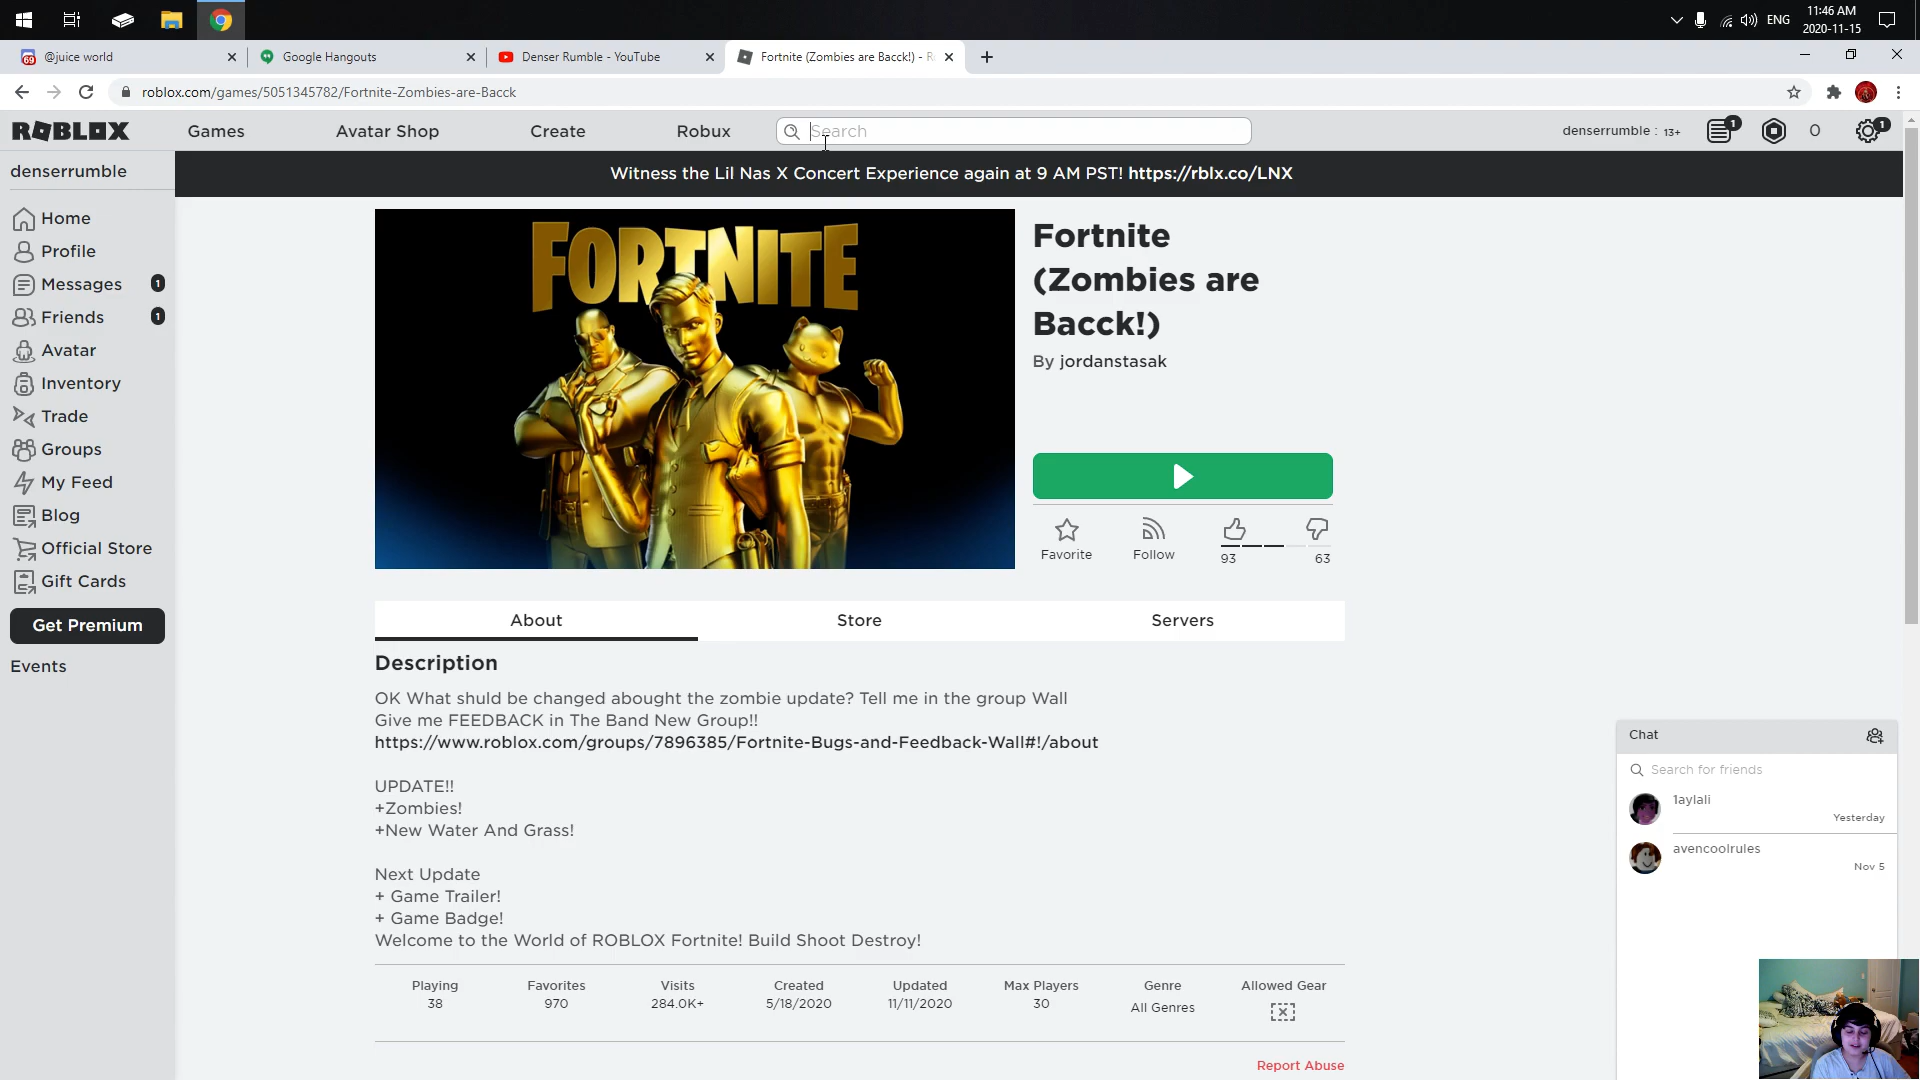 ENG
11:46 AM
2020-11-15
@juice world
Google Hangouts
Denser Rumble - YouTube
Fortnite (Zombies are Bacck!) - R
roblox.com/games/5051345782/Fortnite-Zombies-are-Bacck
ROBLOX
Games
Avatar Shop
Create
Robux
Search
denserrumble : 13+
1
0
1
denserrumble
Witness the Lil Nas X Concert Experience again at 9 AM PST! https://rblx.co/LNX
Home
Profile
Messages 1
Friends 1
Avatar
Inventory
Trade
Groups
My Feed
Blog
Official Store
Gift Cards
Get Premium
Events
FORTNITE
Fortnite
(Zombies are
Bacck!)
By jordanstasak
Favorite
Follow
93
63
About
Store
Servers
Description
OK What shuld be changed abought the zombie update? Tell me in the group Wall
Give me FEEDBACK in The Band New Group!!
https://www.roblox.com/groups/7896385/Fortnite-Bugs-and-Feedback-Wall#!/about
UPDATE!!
+Zombies!
+New Water And Grass!
Next Update
+ Game Trailer!
+ Game Badge!
Welcome to the World of ROBLOX Fortnite! Build Shoot Destroy!
Playing Favorites Visits Created Updated Max Players Genre Allowed Gear
38 970 284.0K+ 5/18/2020 11/11/2020 30 All Genres
Report Abuse
Chat
Search for friends
1aylali
Yesterday
avencoolrules
Nov 5